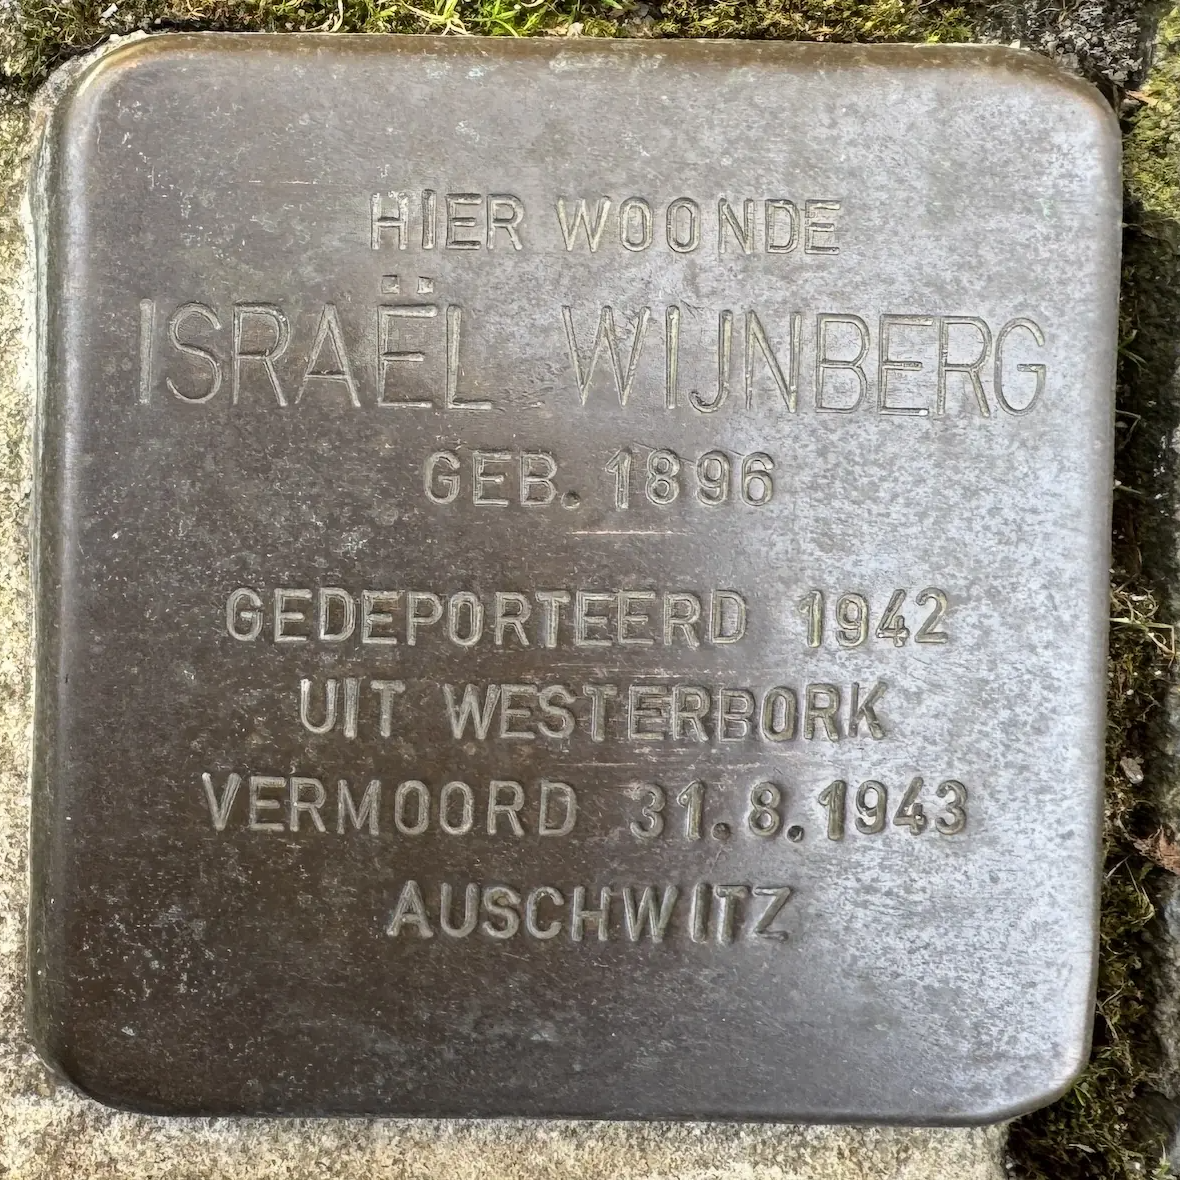 HIER WOONDE
ISRAËL WIJNBERG
GEB. 1896
GEDEPORTEERD 1942
UIT WESTERBORK
VERMOORD 31.8.1943
AUSCHWITZ